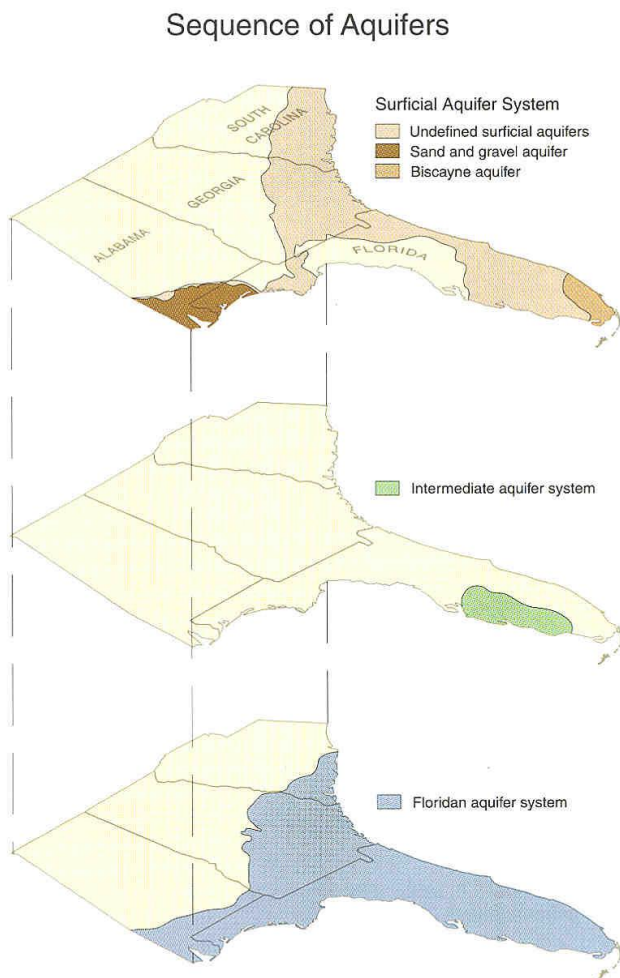 Sequence of Aquifers
Surficial Aquifer System
Undefined surficial aquifers
Sand and gravel aquifer
Biscayne aquifer
SOUTH
CAROLINA
GEORGIA
ALABAMA
FLORIDA
Intermediate aquifer system
Floridan aquifer system